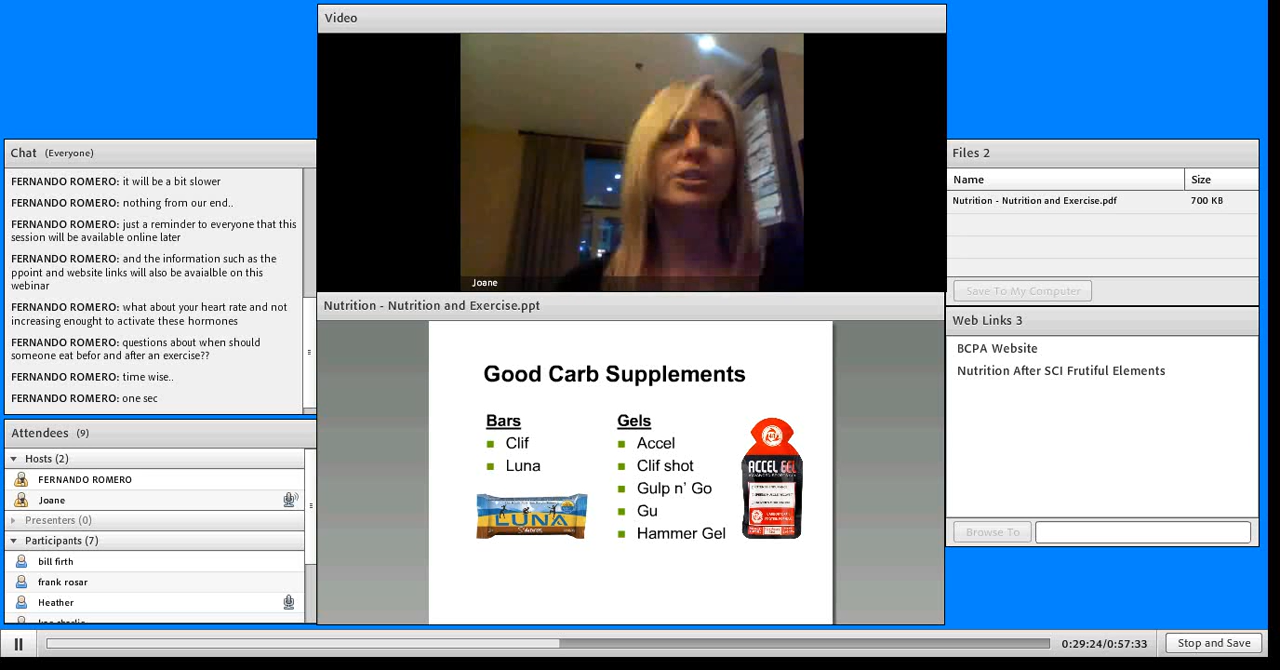 Video
Joane
Chat (Everyone)
FERNANDO ROMERO: it will be a bit slower
FERNANDO ROMERO: nothing from our end..
FERNANDO ROMERO: just a reminder to everyone that this
session will be available online later
FERNANDO ROMERO: and the information such as the
ppoint and website links will also be avaialble on this
webinar
FERNANDO ROMERO: what about your heart rate and not
increasing enought to activate these hormones
FERNANDO ROMERO: questions about when should
someone eat befor and after an exercise??
FERNANDO ROMERO: time wise..
FERNANDO ROMERO: one sec
Attendees (9)
Hosts (2)
FERNANDO ROMERO
Joane
Presenters (0)
Participants (7)
bill firth
frank rosar
Heather
Nutrition - Nutrition and Exercise.ppt
Good Carb Supplements
Bars
Clif
Luna
LUNA
Gels
Accel
Clif shot
Gulp n' Go
Gu
Hammer Gel
ACCEL GEL
Files 2
Name Size
Nutrition - Nutrition and Exercise.pdf 700 KB
Save To My Computer
Web Links 3
BCPA Website
Nutrition After SCI Frutiful Elements
Browse To
0:29:24/0:57:33
Stop and Save